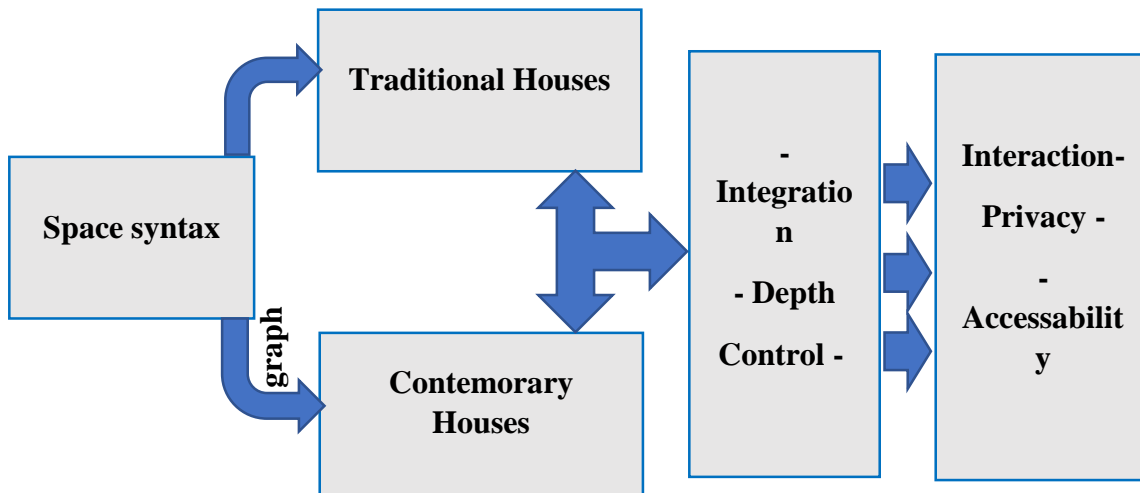 Space syntax
graph
Traditional Houses
Contemorary
Houses
-
Integratio
n
- Depth
Control -
Interaction-
Privacy -
-
Accessabilit
y